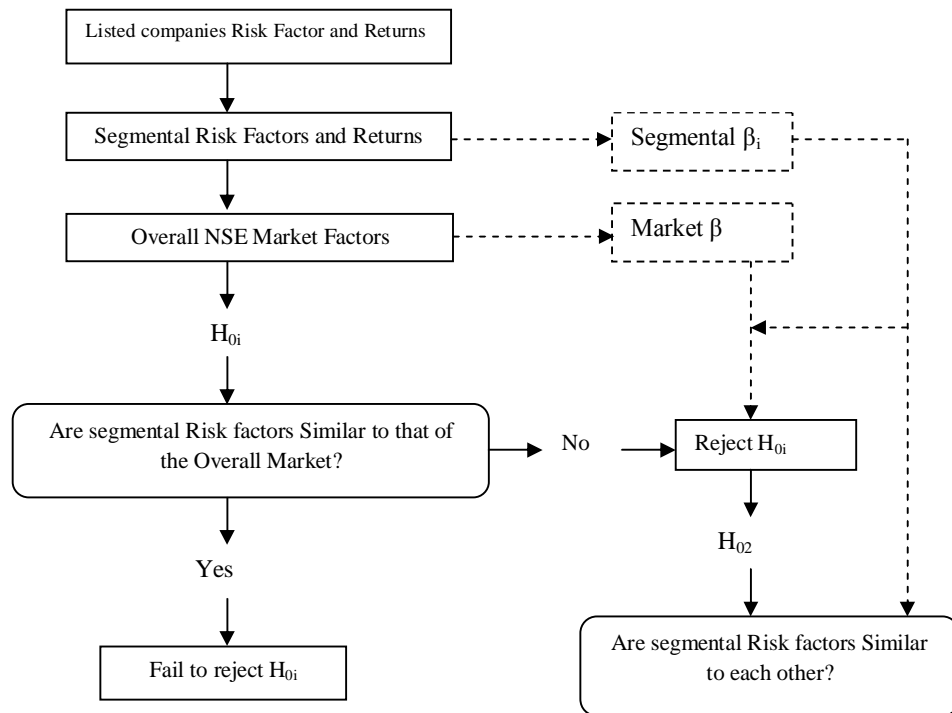 Listed companies Risk Factor and Returns
Segmental Risk Factors and Returns
Segmental βi
Overall NSE Market Factors
Market β
H0i
Are segmental Risk factors Similar to that of
the Overall Market?
No
Reject H0i
H02
Yes
Fail to reject H0i
Are segmental Risk factors Similar
to each other?